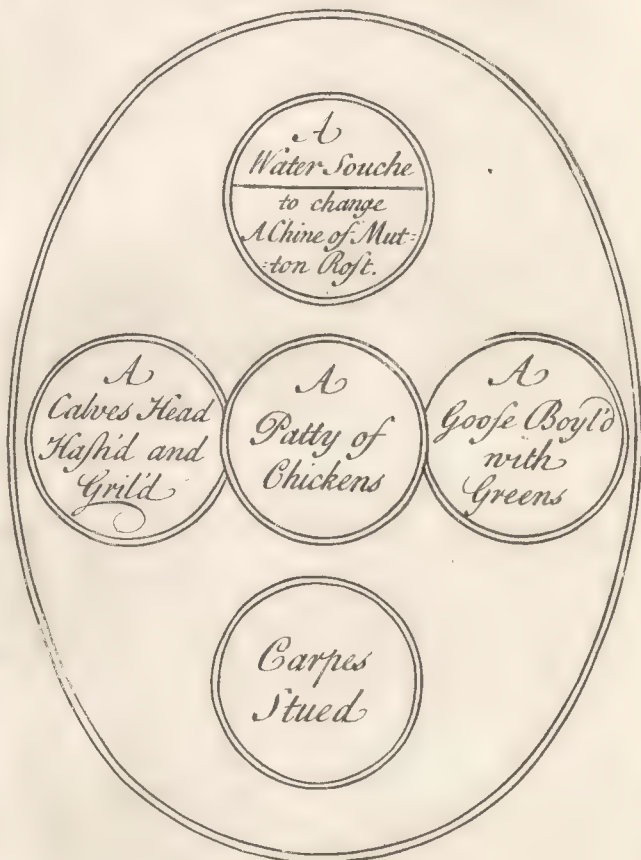 A
Water Souche
to change
A Chine of Mut=
=ton Roſt.
A
Calves Head
Haſh'd and
Gril'd
A
Patty of
Chickens
A
Gooſe Boyl'd
with
Greens
Carpes
Stued